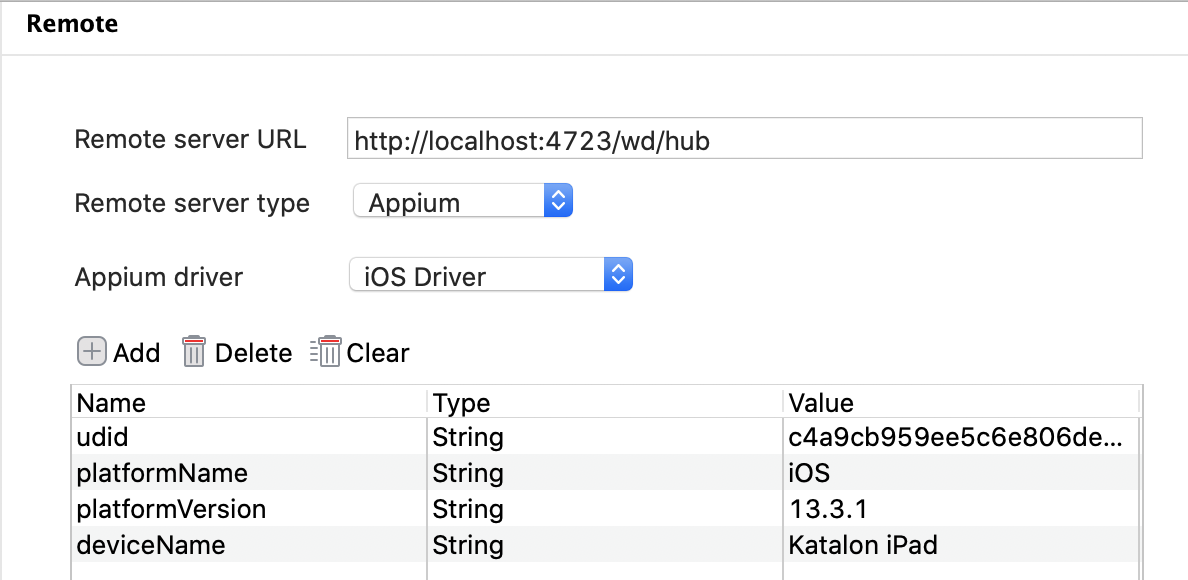 Remote
Remote server URL http://localhost:4723/wd/hub
Remote server type Appium
Appium driver iOS Driver
Add Delete Clear
Name Type Value
udid String c4a9cb959ee5c6e806de...
platformName String iOS
platformVersion String 13.3.1
deviceName String Katalon iPad